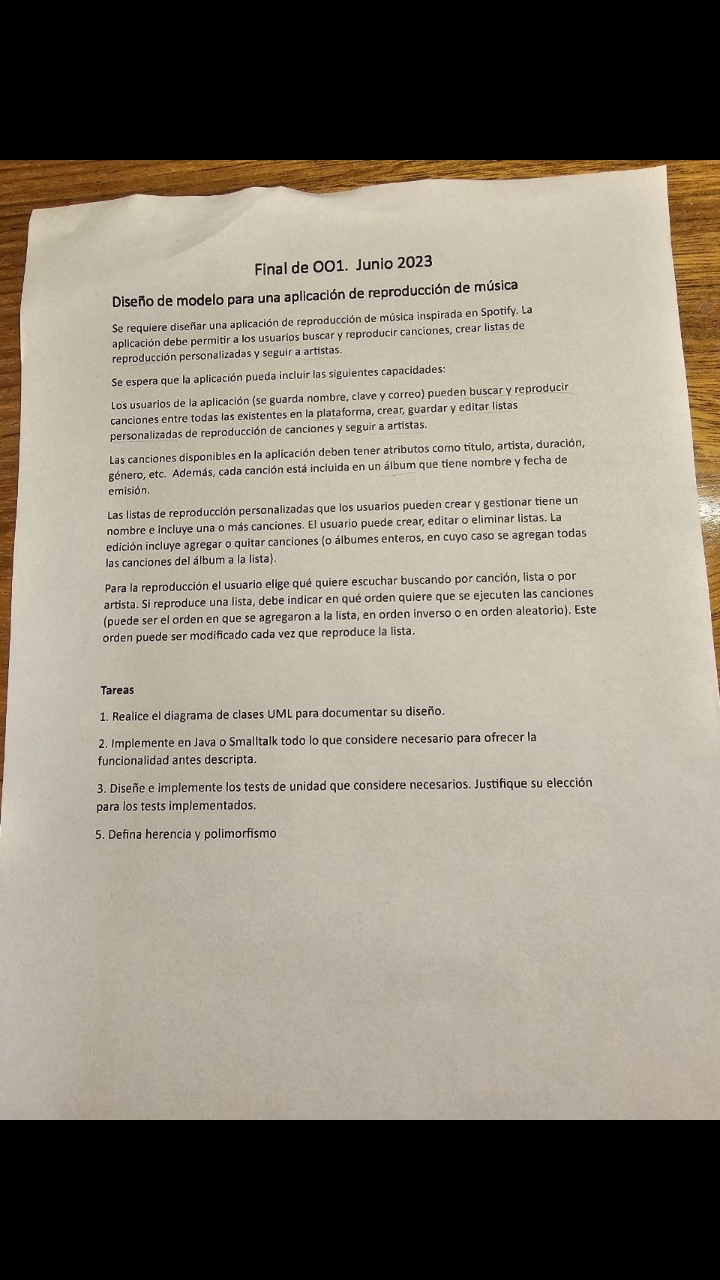 Final de OO1. Junio 2023
Diseño de modelo para una aplicación de reproducción de música
Se requiere diseñar una aplicación de reproducción de música inspirada en Spotify. La
aplicación debe permitir a los usuarios buscar y reproducir canciones, crear listas de
reproducción personalizadas y seguir a artistas.
Se espera que la aplicación pueda incluir las siguientes capacidades:
Los usuarios de la aplicación (se guarda nombre, clave y correo) pueden buscar y reproducir
canciones entre todas las existentes en la plataforma, crear, guardar y editar listas
personalizadas de reproducción de canciones y seguir a artistas.
Las canciones disponibles en la aplicación deben tener atributos como título, artista, duración,
género, etc. Además, cada canción está incluida en un álbum que tiene nombre y fecha de
emisión.
Las listas de reproducción personalizadas que los usuarios pueden crear y gestionar tiene un
nombre e incluye una o más canciones. El usuario puede crear, editar o eliminar listas. La
edición incluye agregar o quitar canciones (o álbumes enteros, en cuyo caso se agregan todas
las canciones del álbum a la lista).
Para la reproducción el usuario elige qué quiere escuchar buscando por canción, lista o por
artista. Si reproduce una lista, debe indicar en qué orden quiere que se ejecuten las canciones
(puede ser el orden en que se agregaron a la lista, en orden inverso o en orden aleatorio). Este
orden puede ser modificado cada vez que reproduce la lista.
Tareas
1. Realice el diagrama de clases UML para documentar su diseño.
2. Implemente en Java o Smalltalk todo lo que considere necesario para ofrecer la
funcionalidad antes descripta.
3. Diseñe e implemente los tests de unidad que considere necesarios. Justifique su elección
para los tests implementados.
5. Defina herencia y polimorfismo